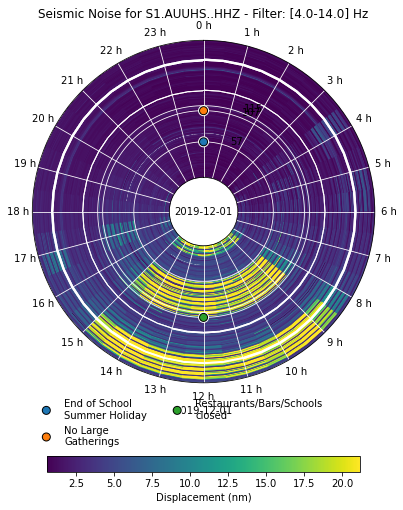 Seismic Noise for S1.AUUHS..HHZ - Filter: [4.0-14.0] Hz
0 h
23 h
1 h
22 h
2 h
21 h
3 h
20 h
4 h
19 h
5 h
57
18 h
2019-12-01
6 h
17 h
7 h
16 h
8 h
15 h
9 h
14 h
10 h
13 h
11 h
12 h
2019-12-01
End of School
Summer Holiday
Restaurants/Bars/Schools
closed
No Large
Gatherings
2.5 5.0 7.5 10.0 12.5 15.0 17.5 20.0
Displacement (nm)